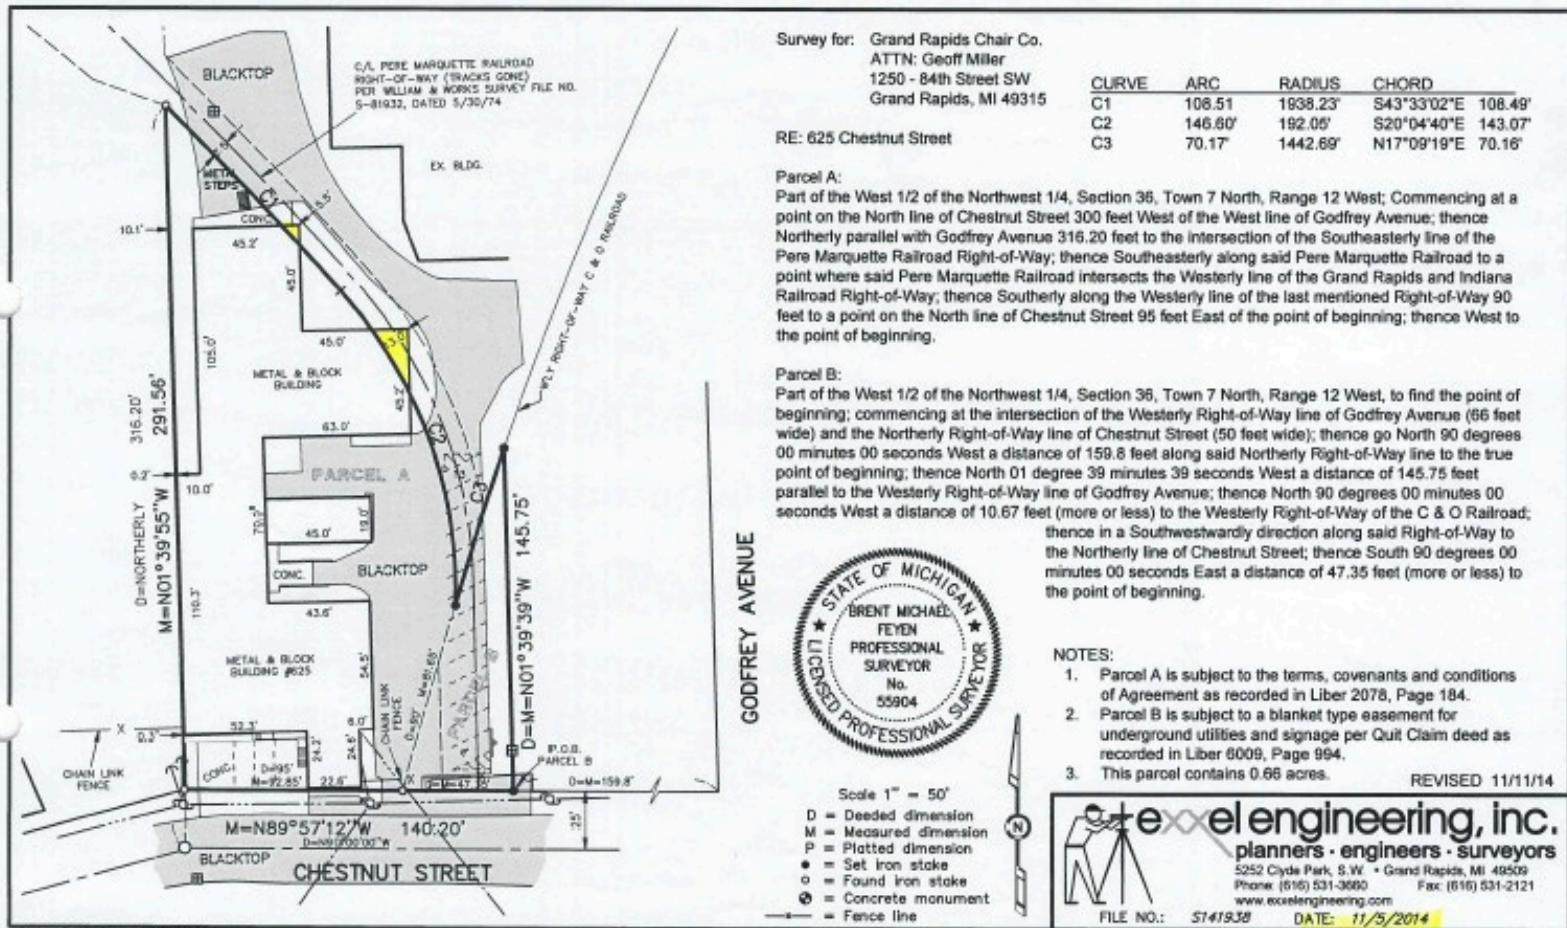 BLACKTOP
C/L PERE MARQUETTE RAILROAD
RIGHT-OF-WAY (TRACKS GONE)
PER WILLIAM & WORKS SURVEY FILE NO.
S-81932, DATED 5/30/74
EX. BLDG.
METAL
STEPS
C1
5.5'
CONC.
10.1'
45.2'
45.0'
W'LY RIGHT-OF-WAY C & O RAILROAD
105.0'
45.0'
METAL & BLOCK
BUILDING
45.2'
316.20'
291.56'
63.0'
C2
PARCEL A
C3
10.0'
D=NORTHERLY
M=N01°39'55"W
45.0'
19.0'
CONC.
BLACKTOP
43.6'
110.3'
METAL & BLOCK
BUILDING #625
54.5'
CHAIN LINK
FENCE
D=90'
M=81.65'
145.75'
D=M=N01°39'39"W
GODFREY AVENUE
X
52.3'
6.0'
24.2'
24.6'
CHAIN LINK
FENCE
CONC.
D=95'
M=92.85'
22.6'
P.O.B.
PARCEL B
D=M=159.8'
25'
M=N89°57'12"W 140.20'
D=N90°00'00"W
BLACKTOP
CHESTNUT STREET
Survey for: Grand Rapids Chair Co.
ATTN: Geoff Miller
1250 - 84th Street SW
Grand Rapids, MI 49315
RE: 625 Chestnut Street
CURVE ARC RADIUS CHORD
C1 108.51 1938.23' S43°33'02"E 108.49'
C2 146.60' 192.05' S20°04'40"E 143.07'
C3 70.17' 1442.69' N17°09'19"E 70.16'
Parcel A:
Part of the West 1/2 of the Northwest 1/4, Section 36, Town 7 North, Range 12 West; Commencing at a
point on the North line of Chestnut Street 300 feet West of the West line of Godfrey Avenue; thence
Northerly parallel with Godfrey Avenue 316.20 feet to the intersection of the Southeasterly line of the
Pere Marquette Railroad Right-of-Way; thence Southeasterly along said Pere Marquette Railroad to a
point where said Pere Marquette Railroad intersects the Westerly line of the Grand Rapids and Indiana
Railroad Right-of-Way; thence Southerly along the Westerly line of the last mentioned Right-of-Way 90
feet to a point on the North line of Chestnut Street 95 feet East of the point of beginning; thence West to
the point of beginning.
Parcel B:
Part of the West 1/2 of the Northwest 1/4, Section 36, Town 7 North, Range 12 West, to find the point of
beginning; commencing at the intersection of the Westerly Right-of-Way line of Godfrey Avenue (66 feet
wide) and the Northerly Right-of-Way line of Chestnut Street (50 feet wide); thence go North 90 degrees
00 minutes 00 seconds West a distance of 159.8 feet along said Northerly Right-of-Way line to the true
point of beginning; thence North 01 degree 39 minutes 39 seconds West a distance of 145.75 feet
parallel to the Westerly Right-of-Way line of Godfrey Avenue; thence North 90 degrees 00 minutes 00
seconds West a distance of 10.67 feet (more or less) to the Westerly Right-of-Way of the C & O Railroad;
thence in a Southwestwardly direction along said Right-of-Way to
the Northerly line of Chestnut Street; thence South 90 degrees 00
minutes 00 seconds East a distance of 47.35 feet (more or less) to
the point of beginning.
STATE OF MICHIGAN
BRENT MICHAEL
FEYEN
PROFESSIONAL
SURVEYOR
No.
55904
LICENSED PROFESSIONAL SURVEYOR
NOTES:
1. Parcel A is subject to the terms, covenants and conditions
of Agreement as recorded in Liber 2078, Page 184.
2. Parcel B is subject to a blanket type easement for
underground utilities and signage per Quit Claim deed as
recorded in Liber 6009, Page 994.
3. This parcel contains 0.66 acres.
REVISED 11/11/14
Scale 1" = 50'
D = Deeded dimension
M = Measured dimension
P = Platted dimension
= Set iron stake
= Found iron stake
= Concrete monument
= Fence line
N
exxel engineering, inc.
planners · engineers · surveyors
5252 Clyde Park, S.W. • Grand Rapids, MI 49509
Phone: (616) 531-3660 Fax: (616) 531-2121
www.exxelengineering.com
FILE NO.: S141938 DATE: 11/5/2014